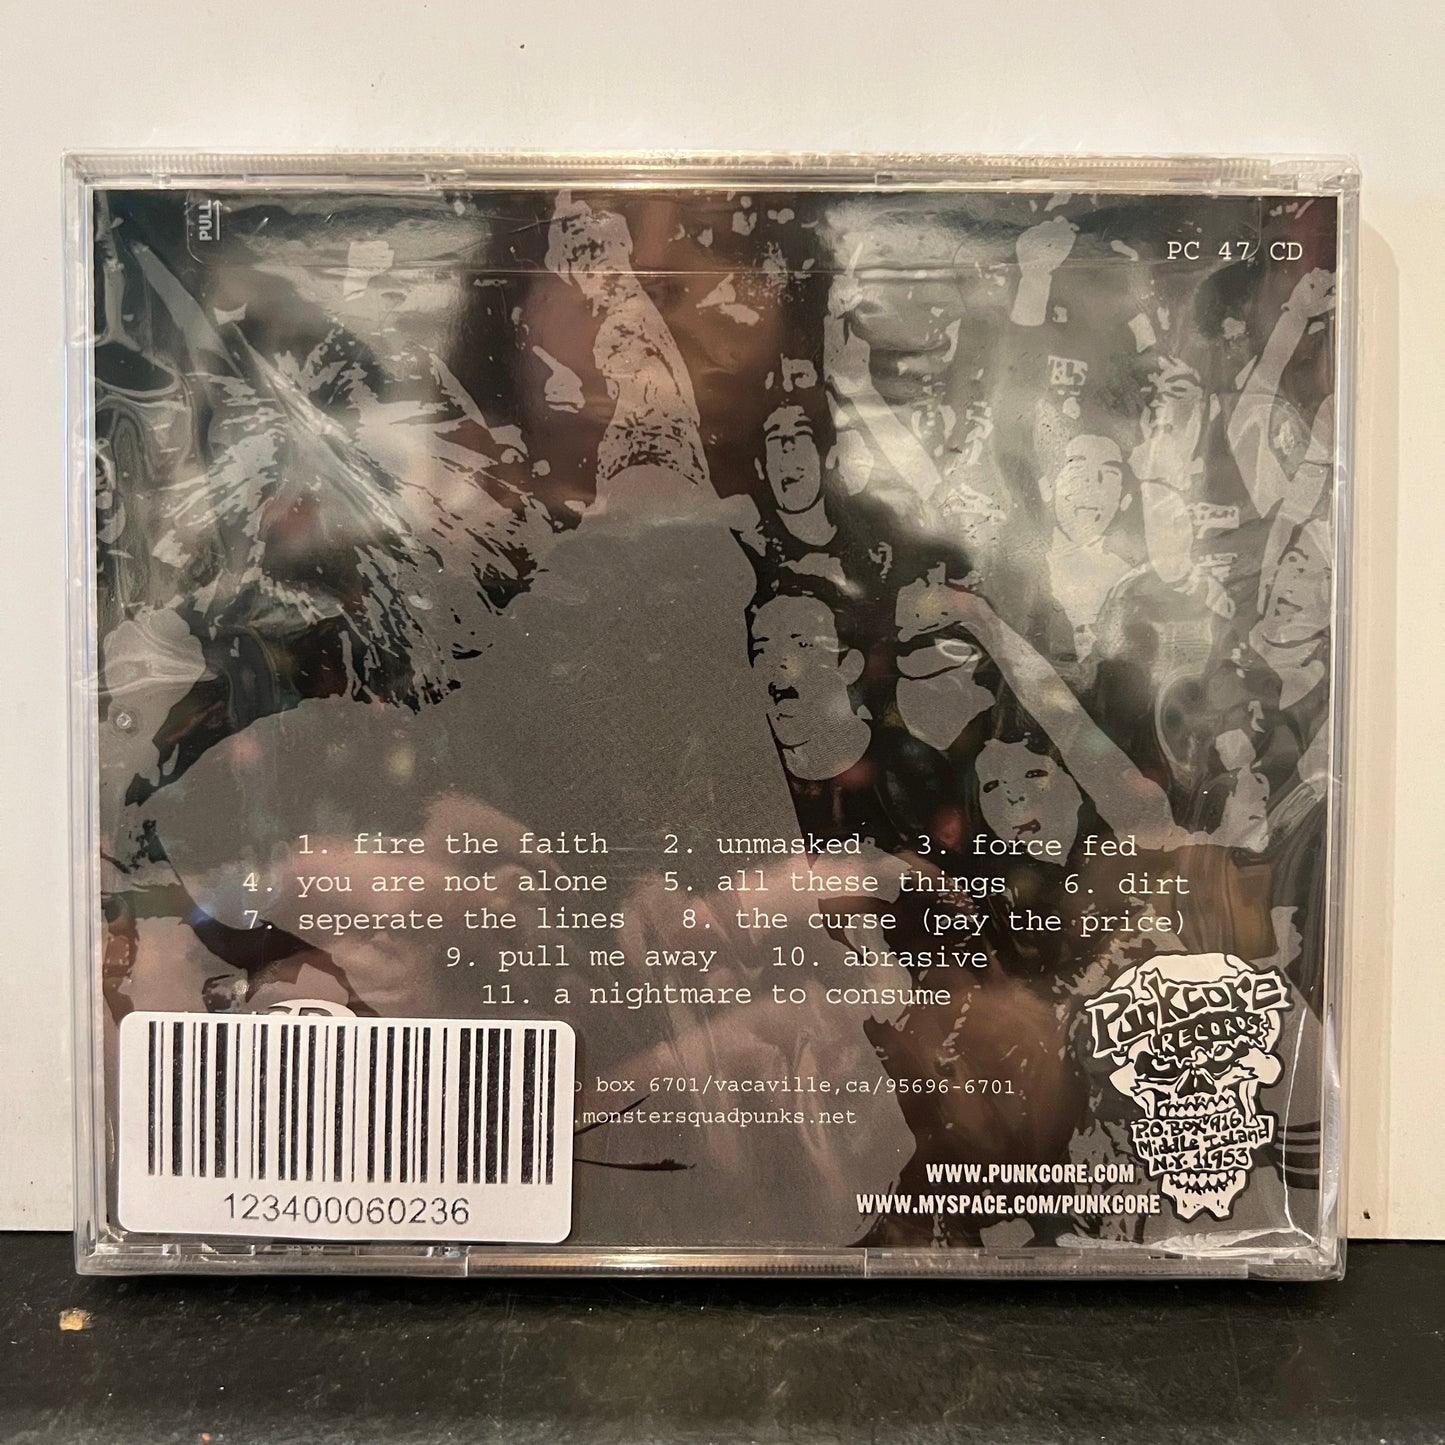 PULL
PC 47 CD
1. fire the faith 2. unmasked 3. force fed
4. you are not alone 5. all these things 6. dirt
7. seperate the lines 8. the curse (pay the price)
9. pull me away 10. abrasive
11. a nightmare to consume
box 6701/vacaville,ca/95696-6701
.monstersquadpunks.net
Punkcore
RECORDS
P.O. BOX 916
Middle Island
N.Y. 11953
WWW.PUNKCORE.COM
WWW.MYSPACE.COM/PUNKCORE
123400060236